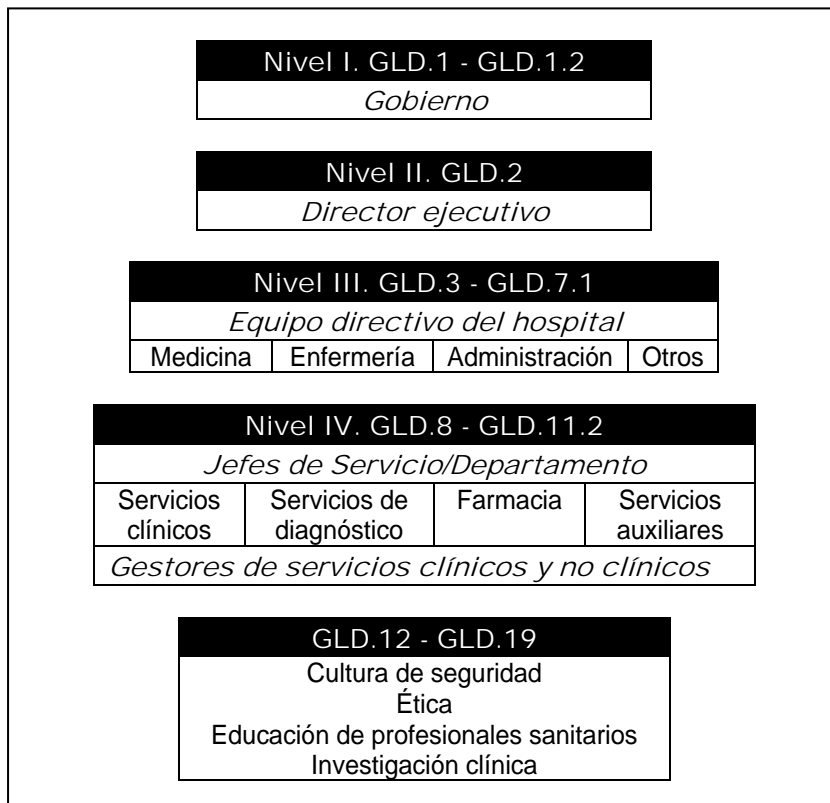 Nivel I. GLD.1 - GLD.1.2
Gobierno
Nivel II. GLD.2
Director ejecutivo
Nivel III. GLD.3 - GLD.7.1
Equipo directivo del hospital
Medicina Enfermería Administración Otros
Nivel IV. GLD.8 - GLD.11.2
Jefes de Servicio/Departamento
Servicios clínicos Servicios de diagnóstico Farmacia Servicios auxiliares
Gestores de servicios clínicos y no clínicos
GLD.12 - GLD.19
Cultura de seguridad
Ética
Educación de profesionales sanitarios
Investigación clínica